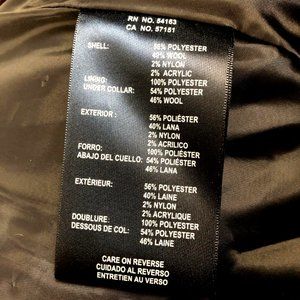 RN NO. 54163
CA NO. 57151
SHELL: 56% POLYESTER
40% WOOL
2% NYLON
2% ACRYLIC
LINING: 100% POLYESTER
UNDER COLLAR: 54% POLYESTER
46% WOOL
EXTERIOR : 56% POLIÉSTER
40% LANA
2% NYLON
2% ACRILICO
FORRO: 100% POLIÉSTER
ABAJO DEL CUELLO: 54% POLIÉSTER
46% LANA
EXTÉRIEUR: 56% POLYESTER
40% LAINE
2% NYLON
2% ACRYLIQUE
DOUBLURE: 100% POLYESTER
DESSOUS DE COL: 54% POLYESTER
46% LAINE
CARE ON REVERSE
CUIDADO AL REVERSO
ENTRETIEN AU VERSO